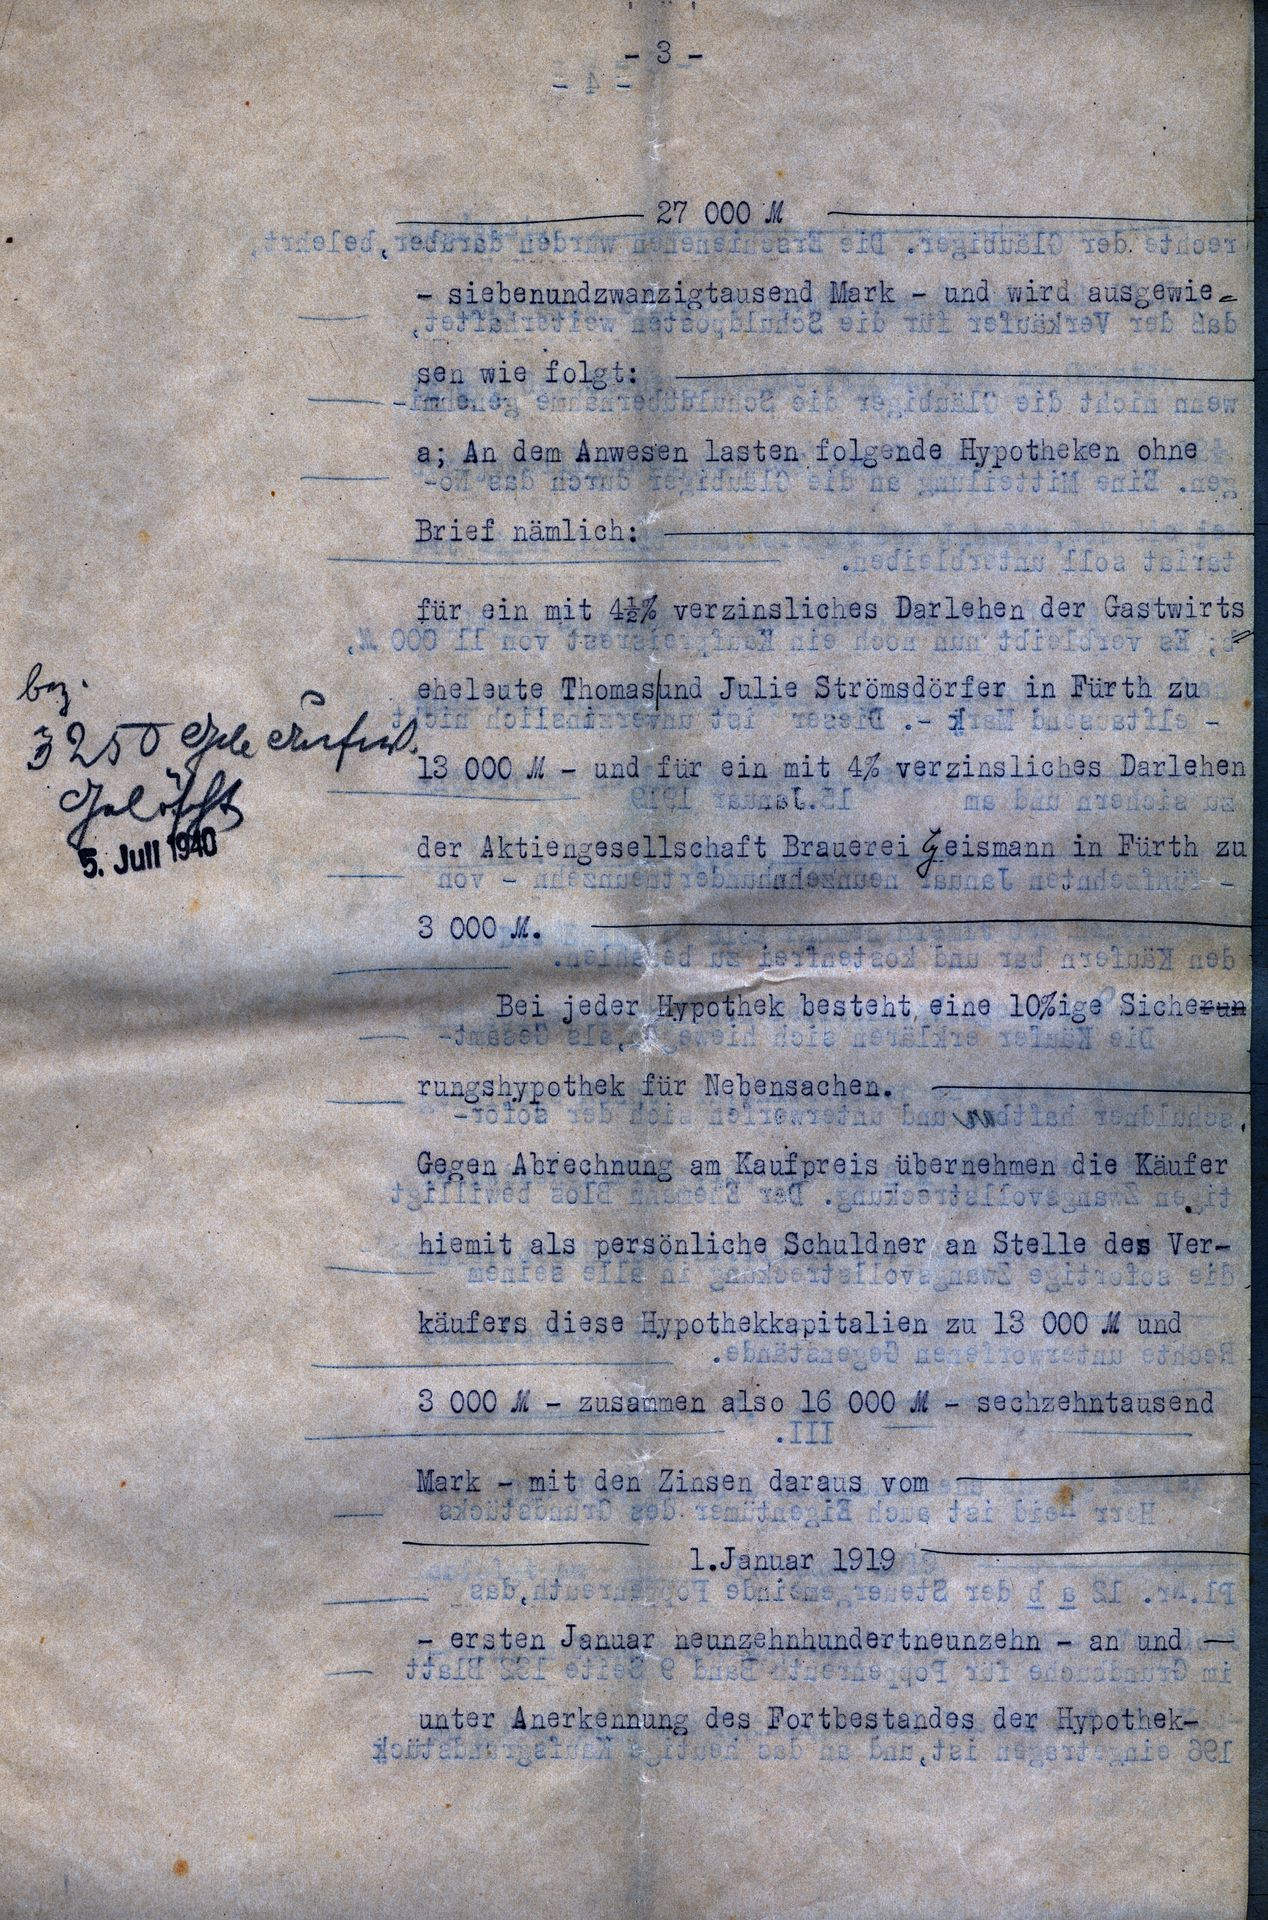 - 3 -
27 000 M
- siebenundzwanzigtausend Mark - und wird ausgewie=
sen wie folgt:
a; An dem Anwesen lasten folgende Hypotheken ohne
Brief nämlich:
für ein mit 4½% verzinsliches Darlehen der Gastwirts=
eheleute Thomas und Julie Strömsdörfer in Fürth zu
13 000 M - und für ein mit 4% verzinsliches Darlehen
der Aktiengesellschaft Brauerei Geismann in Fürth zu
3 000 M.
Bei jeder Hypothek besteht eine 10%ige Sicherun
rungshypothek für Nebensachen.
Gegen Abrechnung am Kaufpreis übernehmen die Käufer
hiemit als persönliche Schuldner an Stelle des Ver-
käufers diese Hypothekkapitalien zu 13 000 M und
3 000 M - zusammen also 16 000 M - sechzehntausend
Mark - mit den Zinsen daraus vom
1.Januar 1919
- ersten Januar neunzehnhundertneunzehn - an und
unter Anerkennung des Fortbestandes der Hypothek-
bez.
3250
Gelöscht
5. Juli 1940